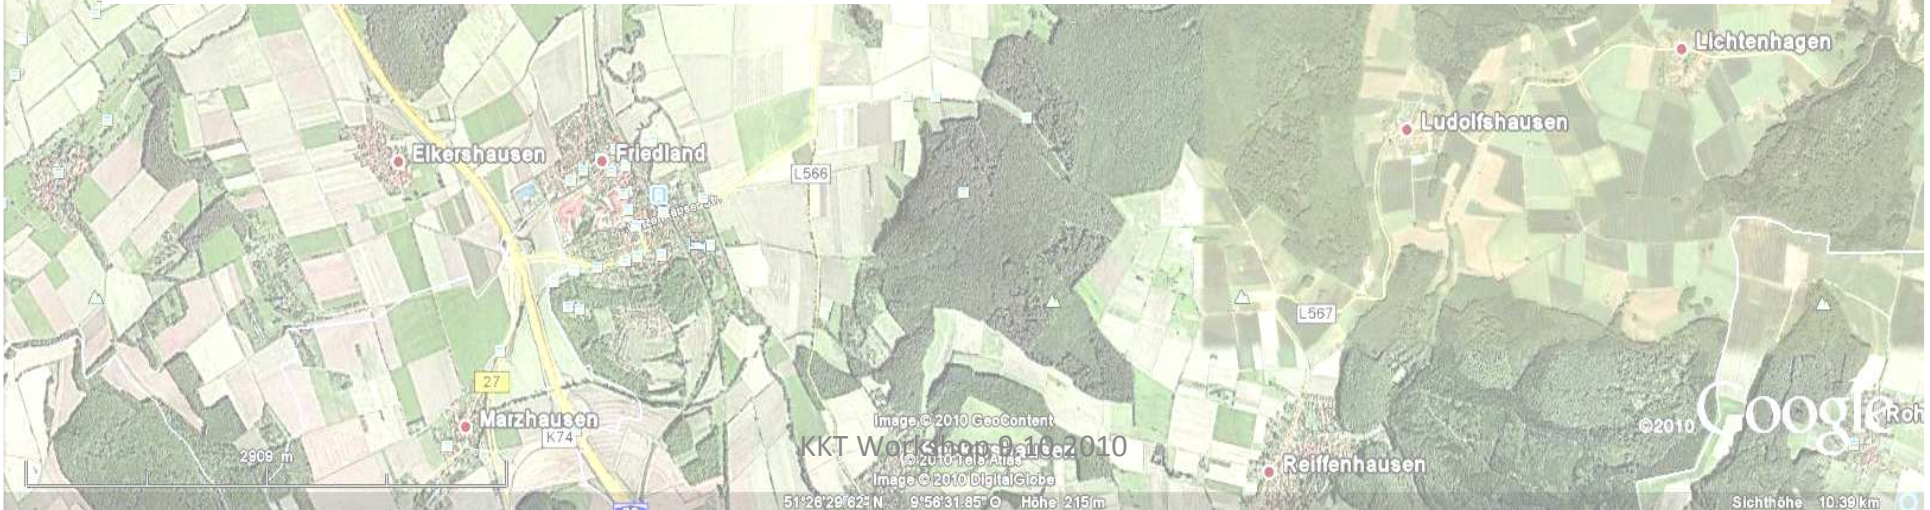 Lichtenhagen
Ludolfshausen
Elkershausen
Friedland
L566
L567
27
Marzhausen
K74
Image © 2010 GeoContent
©2010
Google
Roh
KKT Workshop 9.10.2010
2909 m
© 2010 Tele Atlas
Reiffenhausen
Image © 2010 DigitalGlobe
51°26'29.62" N 9°56'31.85" O Höhe 215 m
Sichthöhe 10.39 km